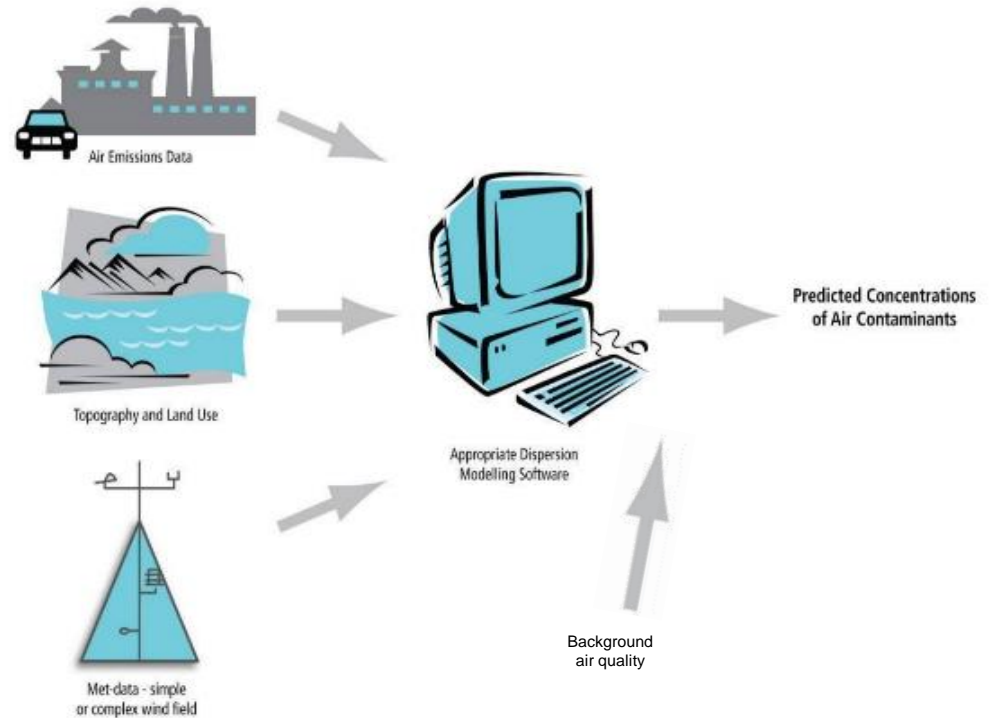 Air Emissions Data
Topography and Land Use
Met-data - simple
or complex wind field
Appropriate Dispersion
Modelling Software
Background
air quality
Predicted Concentrations
of Air Contaminants